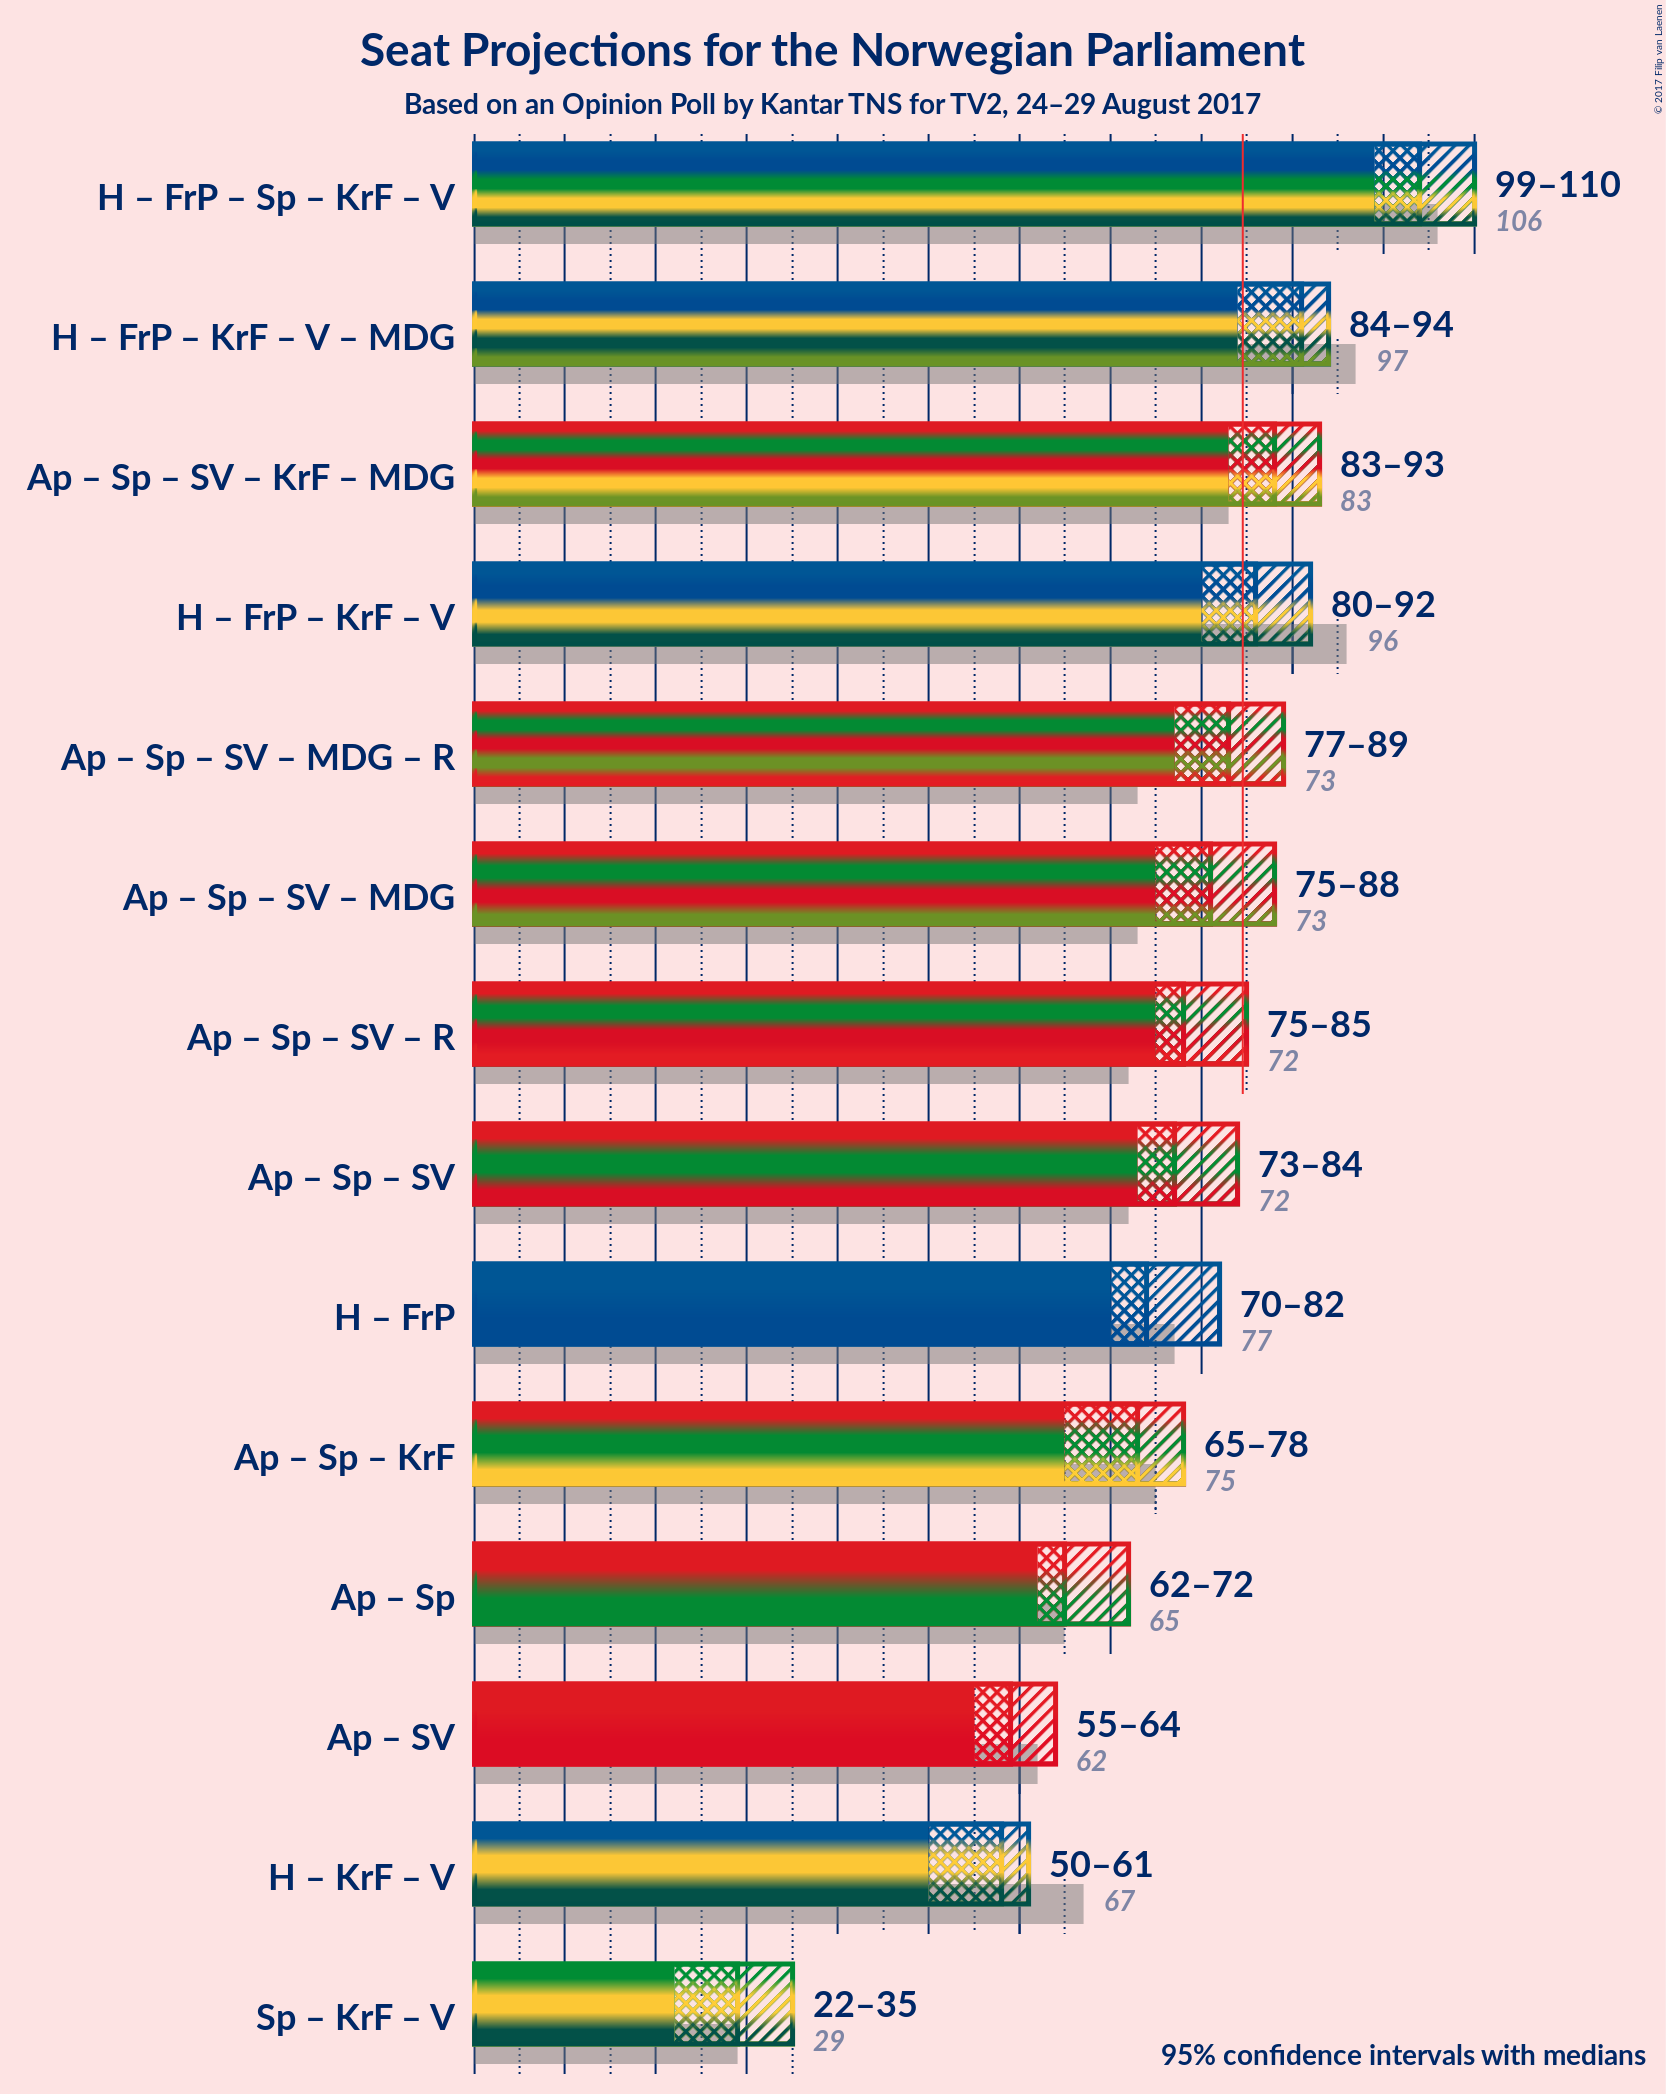 Seat Projections for the Norwegian Parliament
Based on an Opinion Poll by Kantar TNS for TV2, 24–29 August 2017
© 2017 Filip van Laenen
H – FrP – Sp – KrF – V
99–110
106
H – FrP – KrF – V – MDG
84–94
97
Ap – Sp – SV – KrF – MDG
83–93
83
H – FrP – KrF – V
80–92
96
Ap – Sp – SV – MDG – R
77–89
73
Ap – Sp – SV – MDG
75–88
73
Ap – Sp – SV – R
75–85
72
Ap – Sp – SV
73–84
72
H – FrP
70–82
77
Ap – Sp – KrF
65–78
75
Ap – Sp
62–72
65
Ap – SV
55–64
62
H – KrF – V
50–61
67
Sp – KrF – V
22–35
29
95% confidence intervals with medians